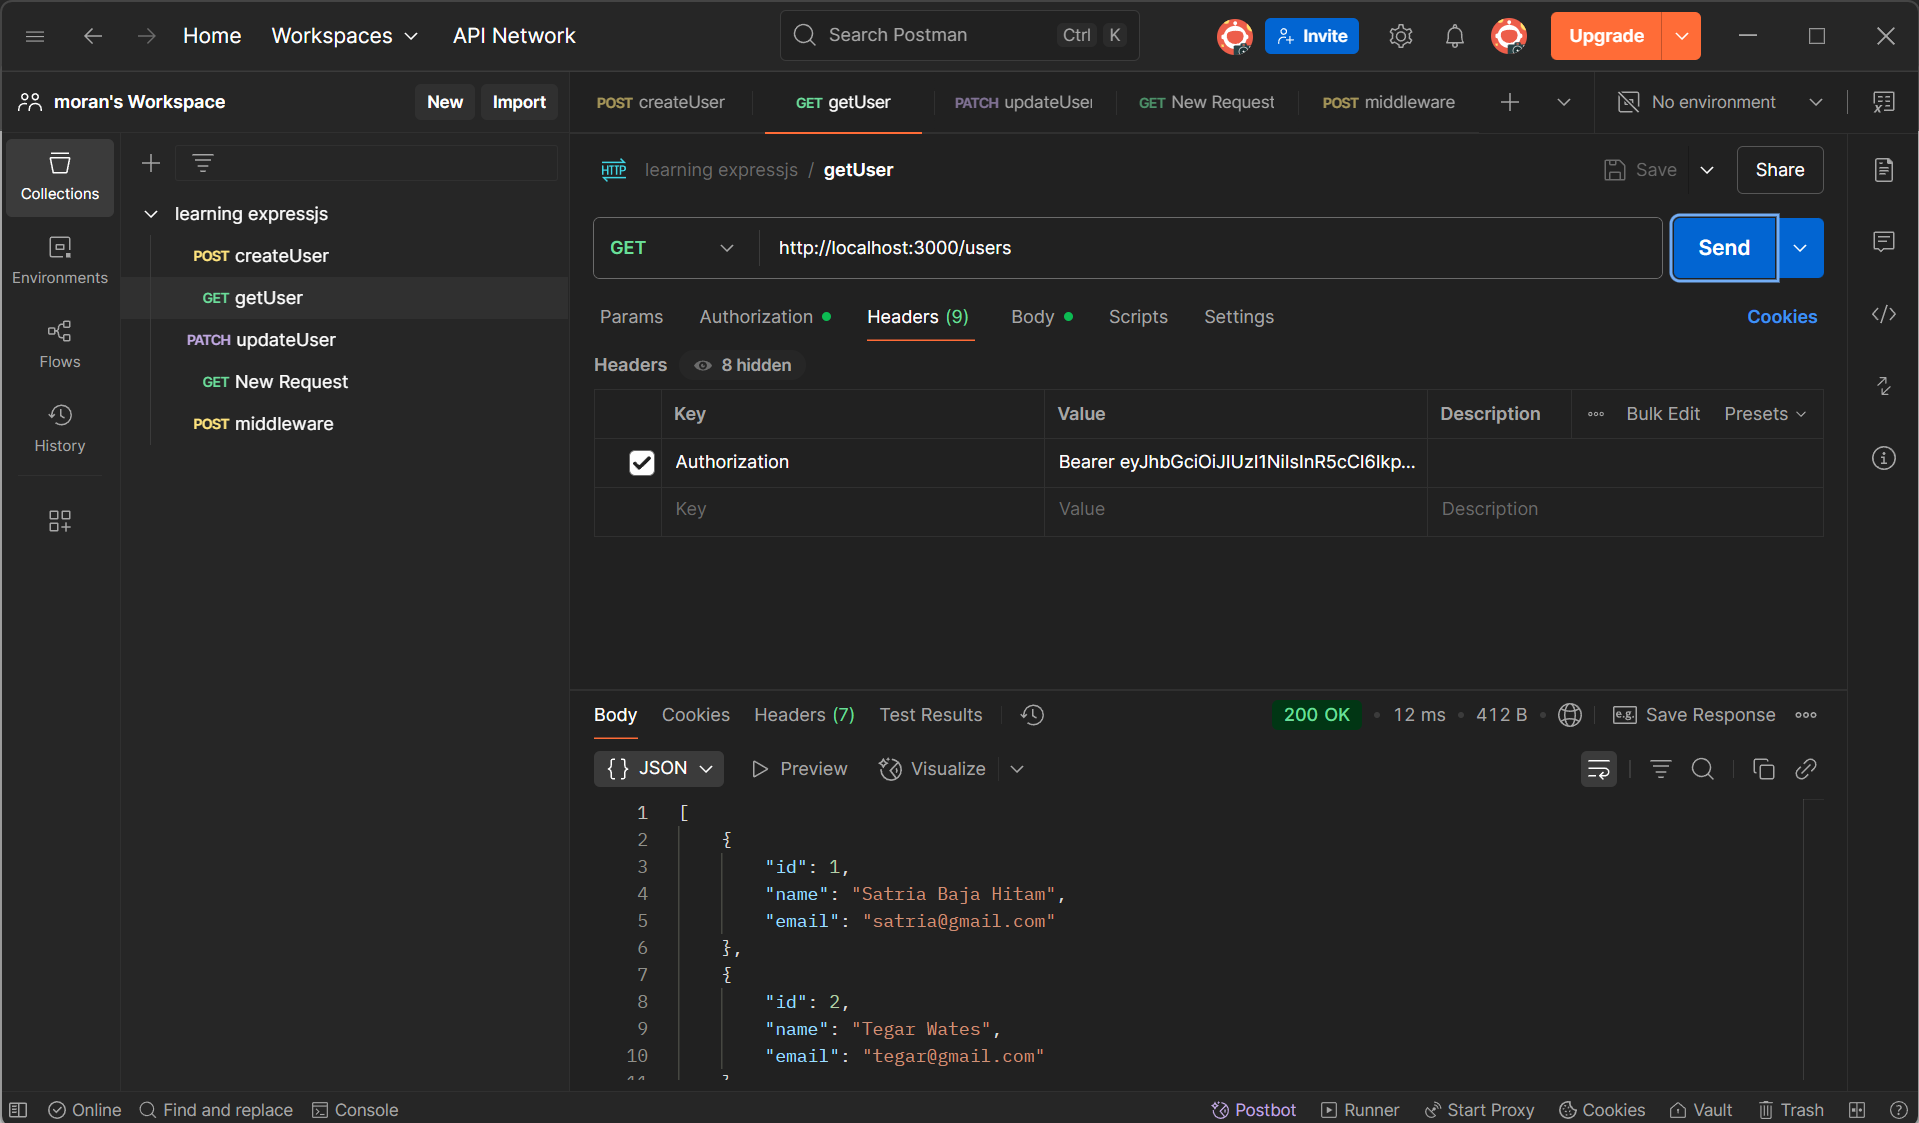 Home Workspaces API Network Search Postman Ctrl K Invite Upgrade
moran's Workspace New Import
POST createUser GET getUser PATCH updateUser GET New Request POST middleware No environment
Collections
Environments
Flows
History
learning expressjs
POST createUser
GET getUser
PATCH updateUser
GET New Request
POST middleware
HTTP learning expressjs / getUser Save Share
GET http://localhost:3000/users Send
Params Authorization Headers (9) Body Scripts Settings Cookies
Headers 8 hidden
Key Value Description Bulk Edit Presets
Authorization Bearer eyJhbGciOiJIUzI1NiIsInR5cCI6Ikp...
Key Value Description
Body Cookies Headers (7) Test Results 200 OK 12 ms 412 B e.g. Save Response
{} JSON Preview Visualize
1 [
2 {
3 "id": 1,
4 "name": "Satria Baja Hitam",
5 "email": "satria@gmail.com"
6 },
7 {
8 "id": 2,
9 "name": "Tegar Wates",
10 "email": "tegar@gmail.com"
Online Find and replace Console Postbot Runner Start Proxy Cookies Vault Trash